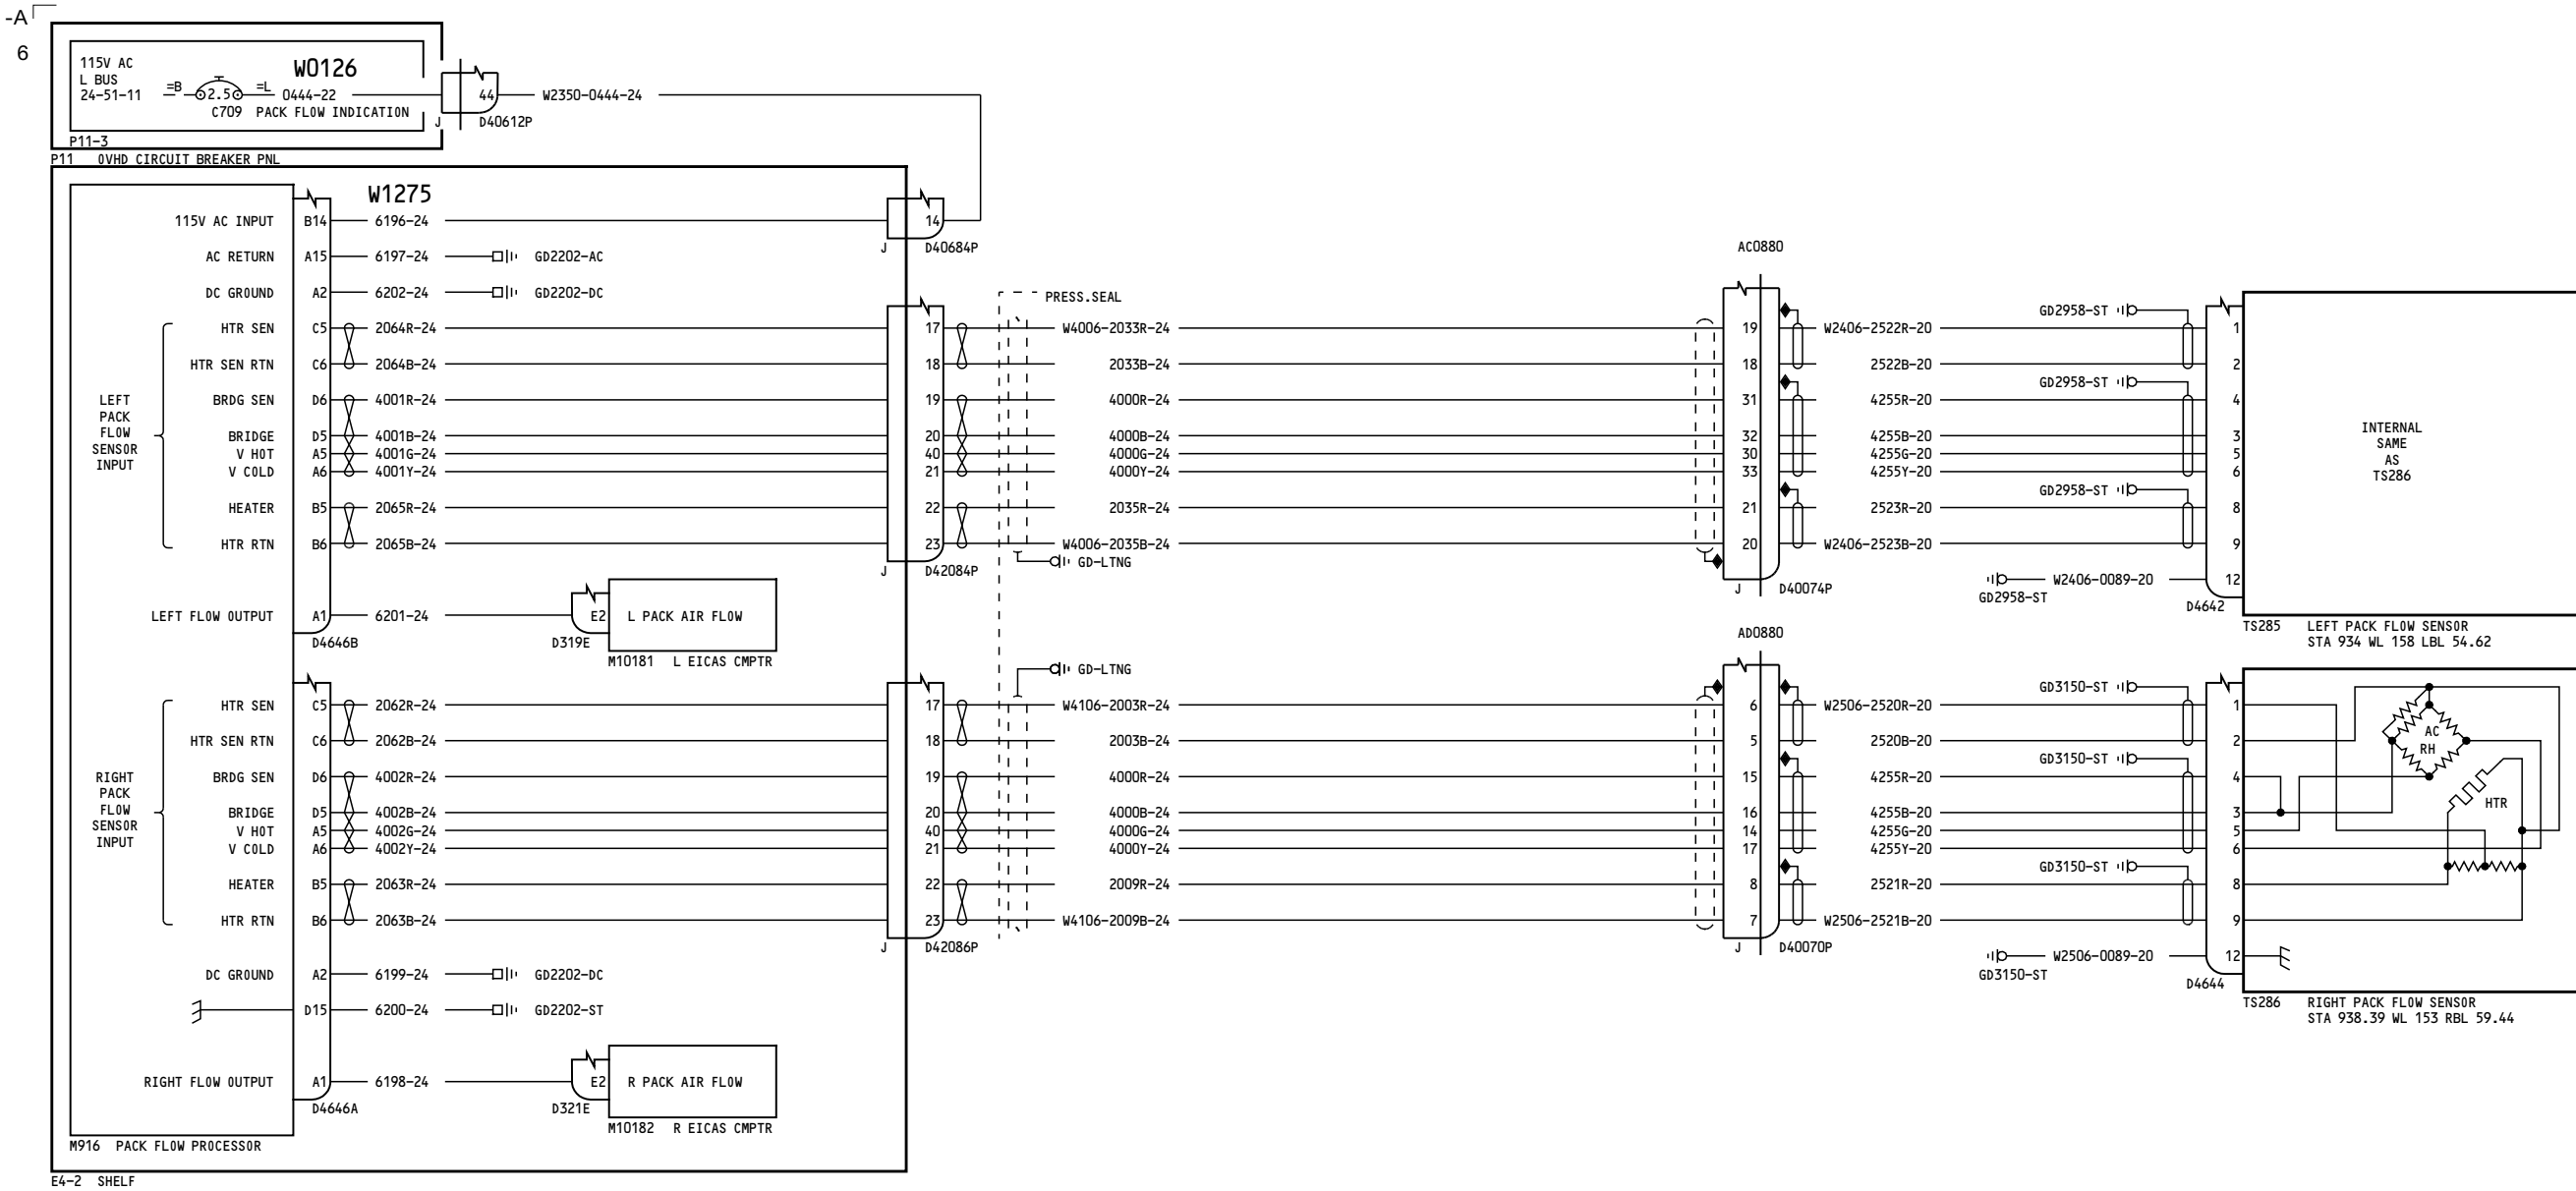 -A
6
115V AC
L BUS
24-51-11
=B
2.5
=L
W0126
0444-22
C709 PACK FLOW INDICATION
P11-3
P11 0VHD CIRCUIT BREAKER PNL
44
J
D40612P
W2350-0444-24
W1275
115V AC INPUT B14 6196-24
14
J
D40684P
AC RETURN A15 6197-24 GD2202-AC
DC GROUND A2 6202-24 GD2202-DC
PRESS.SEAL
AC0880
LEFT
PACK
FLOW
SENSOR
INPUT
HTR SEN C5 2064R-24 17 W4006-2033R-24 19 W2406-2522R-20 GD2958-ST 1
HTR SEN RTN C6 2064B-24 18 2033B-24 18 2522B-20 2
BRDG SEN D6 4001R-24 19 4000R-24 31 4255R-20 GD2958-ST 4
BRIDGE D5 4001B-24 20 4000B-24 32 4255B-20 3
V HOT A5 4001G-24 40 4000G-24 30 4255G-20 5
V COLD A6 4001Y-24 21 4000Y-24 33 4255Y-20 6
HEATER B5 2065R-24 22 2035R-24 21 2523R-20 GD2958-ST 8
HTR RTN B6 2065B-24 23 W4006-2035B-24 20 W2406-2523B-20 9
GD-LTNG
J
D42084P
J
D40074P
W2406-0089-20 12
GD2958-ST
D4642
INTERNAL
SAME
AS
TS286
TS285 LEFT PACK FLOW SENSOR
STA 934 WL 158 LBL 54.62
LEFT FLOW OUTPUT A1 6201-24 E2 L PACK AIR FLOW
D4646B
D319E
M10181 L EICAS CMPTR
AD0880
GD-LTNG
RIGHT
PACK
FLOW
SENSOR
INPUT
HTR SEN C5 2062R-24 17 W4106-2003R-24 6 W2506-2520R-20 GD3150-ST 1
HTR SEN RTN C6 2062B-24 18 2003B-24 5 2520B-20 2
BRDG SEN D6 4002R-24 19 4000R-24 15 4255R-20 GD3150-ST 4
BRIDGE D5 4002B-24 20 4000B-24 16 4255B-20 3
V HOT A5 4002G-24 40 4000G-24 14 4255G-20 5
V COLD A6 4002Y-24 21 4000Y-24 17 4255Y-20 6
HEATER B5 2063R-24 22 2009R-24 8 2521R-20 GD3150-ST 8
HTR RTN B6 2063B-24 23 W4106-2009B-24 7 W2506-2521B-20 9
J
D42086P
J
D40070P
W2506-0089-20 12
GD3150-ST
D4644
AC
RH
HTR
TS286 RIGHT PACK FLOW SENSOR
STA 938.39 WL 153 RBL 59.44
DC GROUND A2 6199-24 GD2202-DC
D15 6200-24 GD2202-ST
RIGHT FLOW OUTPUT A1 6198-24 E2 R PACK AIR FLOW
D4646A
D321E
M10182 R EICAS CMPTR
M916 PACK FLOW PROCESSOR
E4-2 SHELF